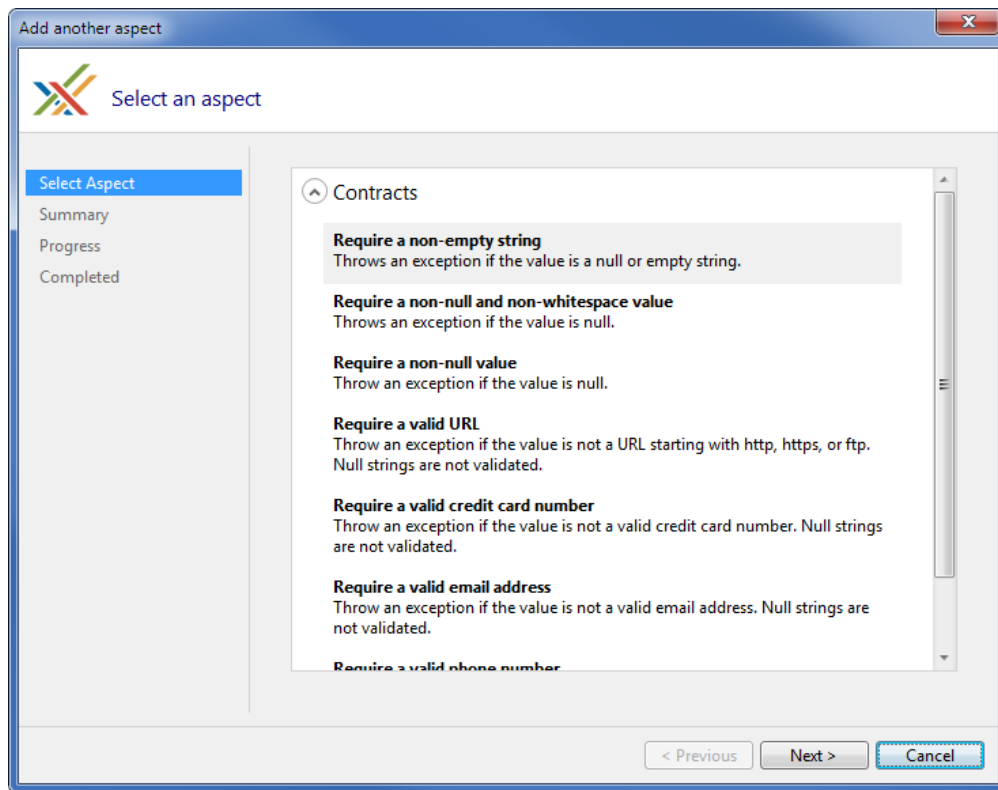 Add another aspect
Select an aspect
Select Aspect
Summary
Progress
Completed
Contracts
Require a non-empty string
Throws an exception if the value is a null or empty string.
Require a non-null and non-whitespace value
Throws an exception if the value is null.
Require a non-null value
Throw an exception if the value is null.
Require a valid URL
Throw an exception if the value is not a URL starting with http, https, or ftp.
Null strings are not validated.
Require a valid credit card number
Throw an exception if the value is not a valid credit card number. Null strings
are not validated.
Require a valid email address
Throw an exception if the value is not a valid email address. Null strings are
not validated.
Require a valid phone number
< Previous
Next >
Cancel